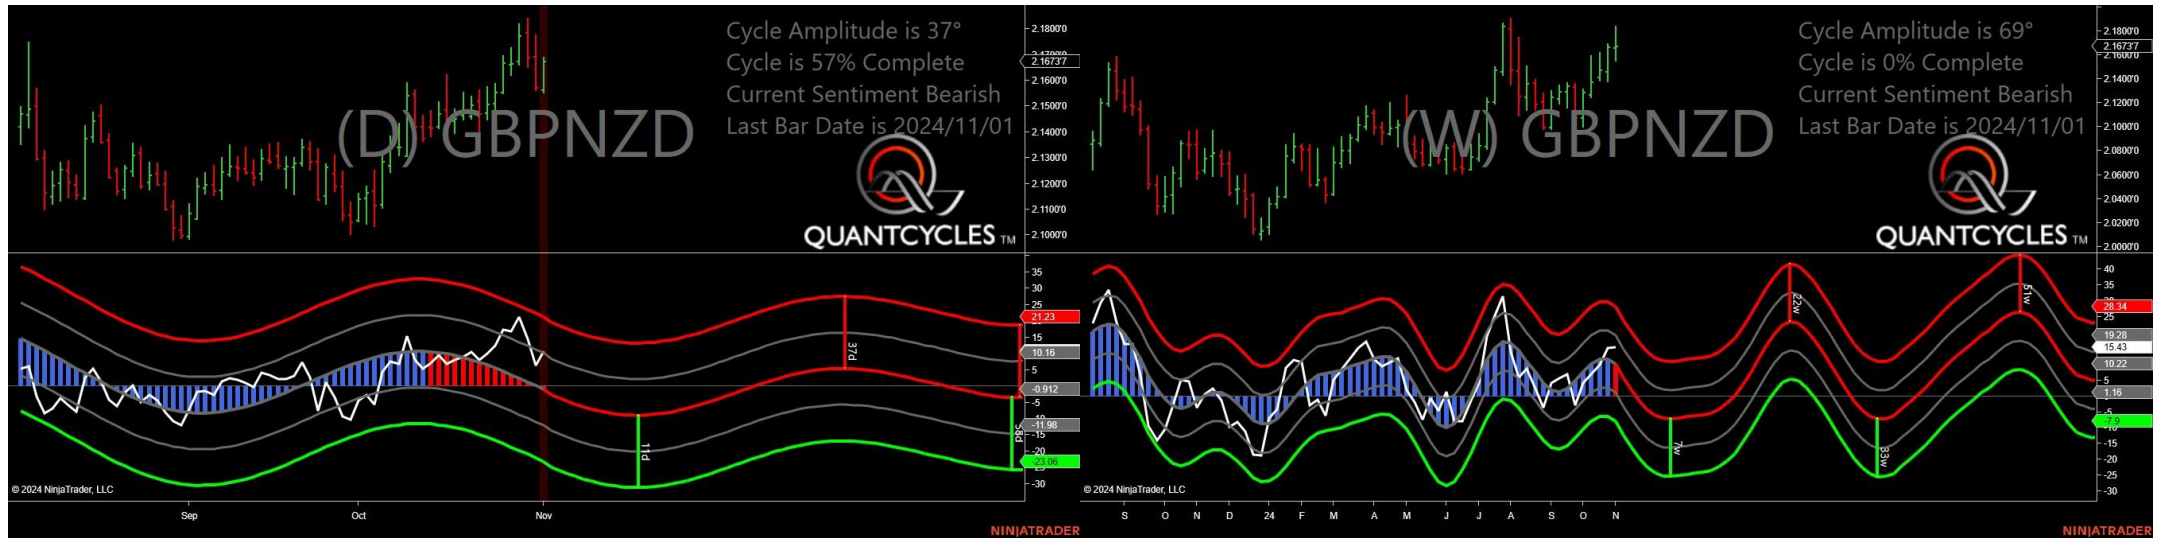 Cycle Amplitude is 37°
Cycle is 57% Complete
Current Sentiment Bearish
Last Bar Date is 2024/11/01
(D) GBPNZD
QUANTCYCLES TM
2.1800'0
2.1673'7
2.1600'0
2.1500'0
2.1400'0
2.1300'0
2.1200'0
2.1100'0
2.1000'0
35
30
25
21.23
15
10.16
5
-0.912
-5
-11.98
-15
-20
-23.06
-30
37d
11d
58d
© 2024 NinjaTrader, LLC
Sep
Oct
Nov
NINJATRADER
Cycle Amplitude is 69°
Cycle is 0% Complete
Current Sentiment Bearish
Last Bar Date is 2024/11/01
(W) GBPNZD
QUANTCYCLES TM
2.1800'0
2.1673'7
2.1600'0
2.1400'0
2.1200'0
2.1000'0
2.0800'0
2.0600'0
2.0400'0
2.0200'0
2.0000'0
40
35
28.34
25
19.28
15.43
10.22
5
1.16
-5
-7.9
-15
-20
-25
-30
22w
51w
7w
33w
© 2024 NinjaTrader, LLC
S
O
N
D
24
F
M
A
M
J
J
A
S
O
N
NINJATRADER